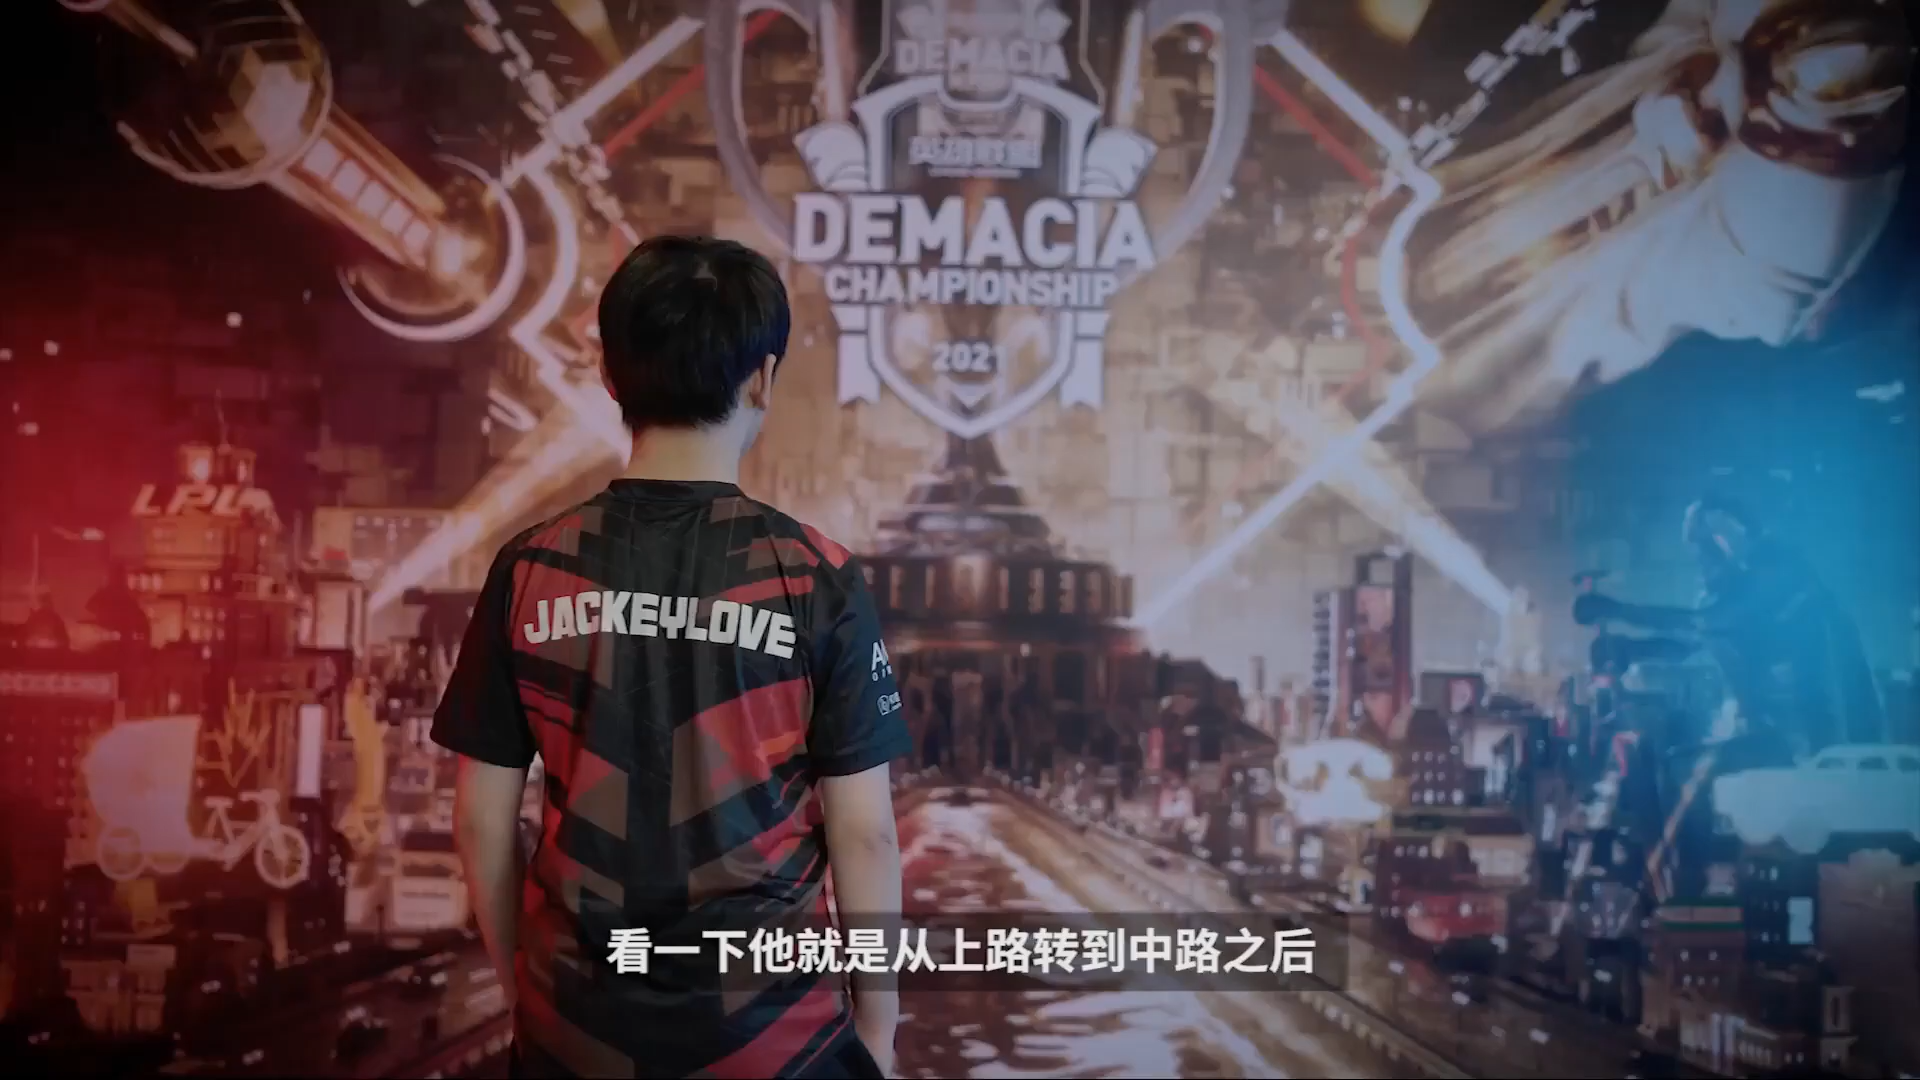 DEMACIA
英雄联盟
DEMACIA
CHAMPIONSHIP
2021
LPL
JACKEYLOVE
看一下他就是从上路转到中路之后